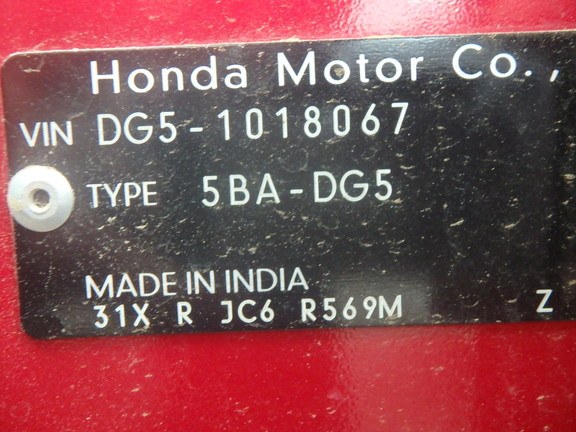 Honda Motor Co.,
VIN DG5-1018067
TYPE 5BA-DG5
MADE IN INDIA
31X R JC6 R569M Z